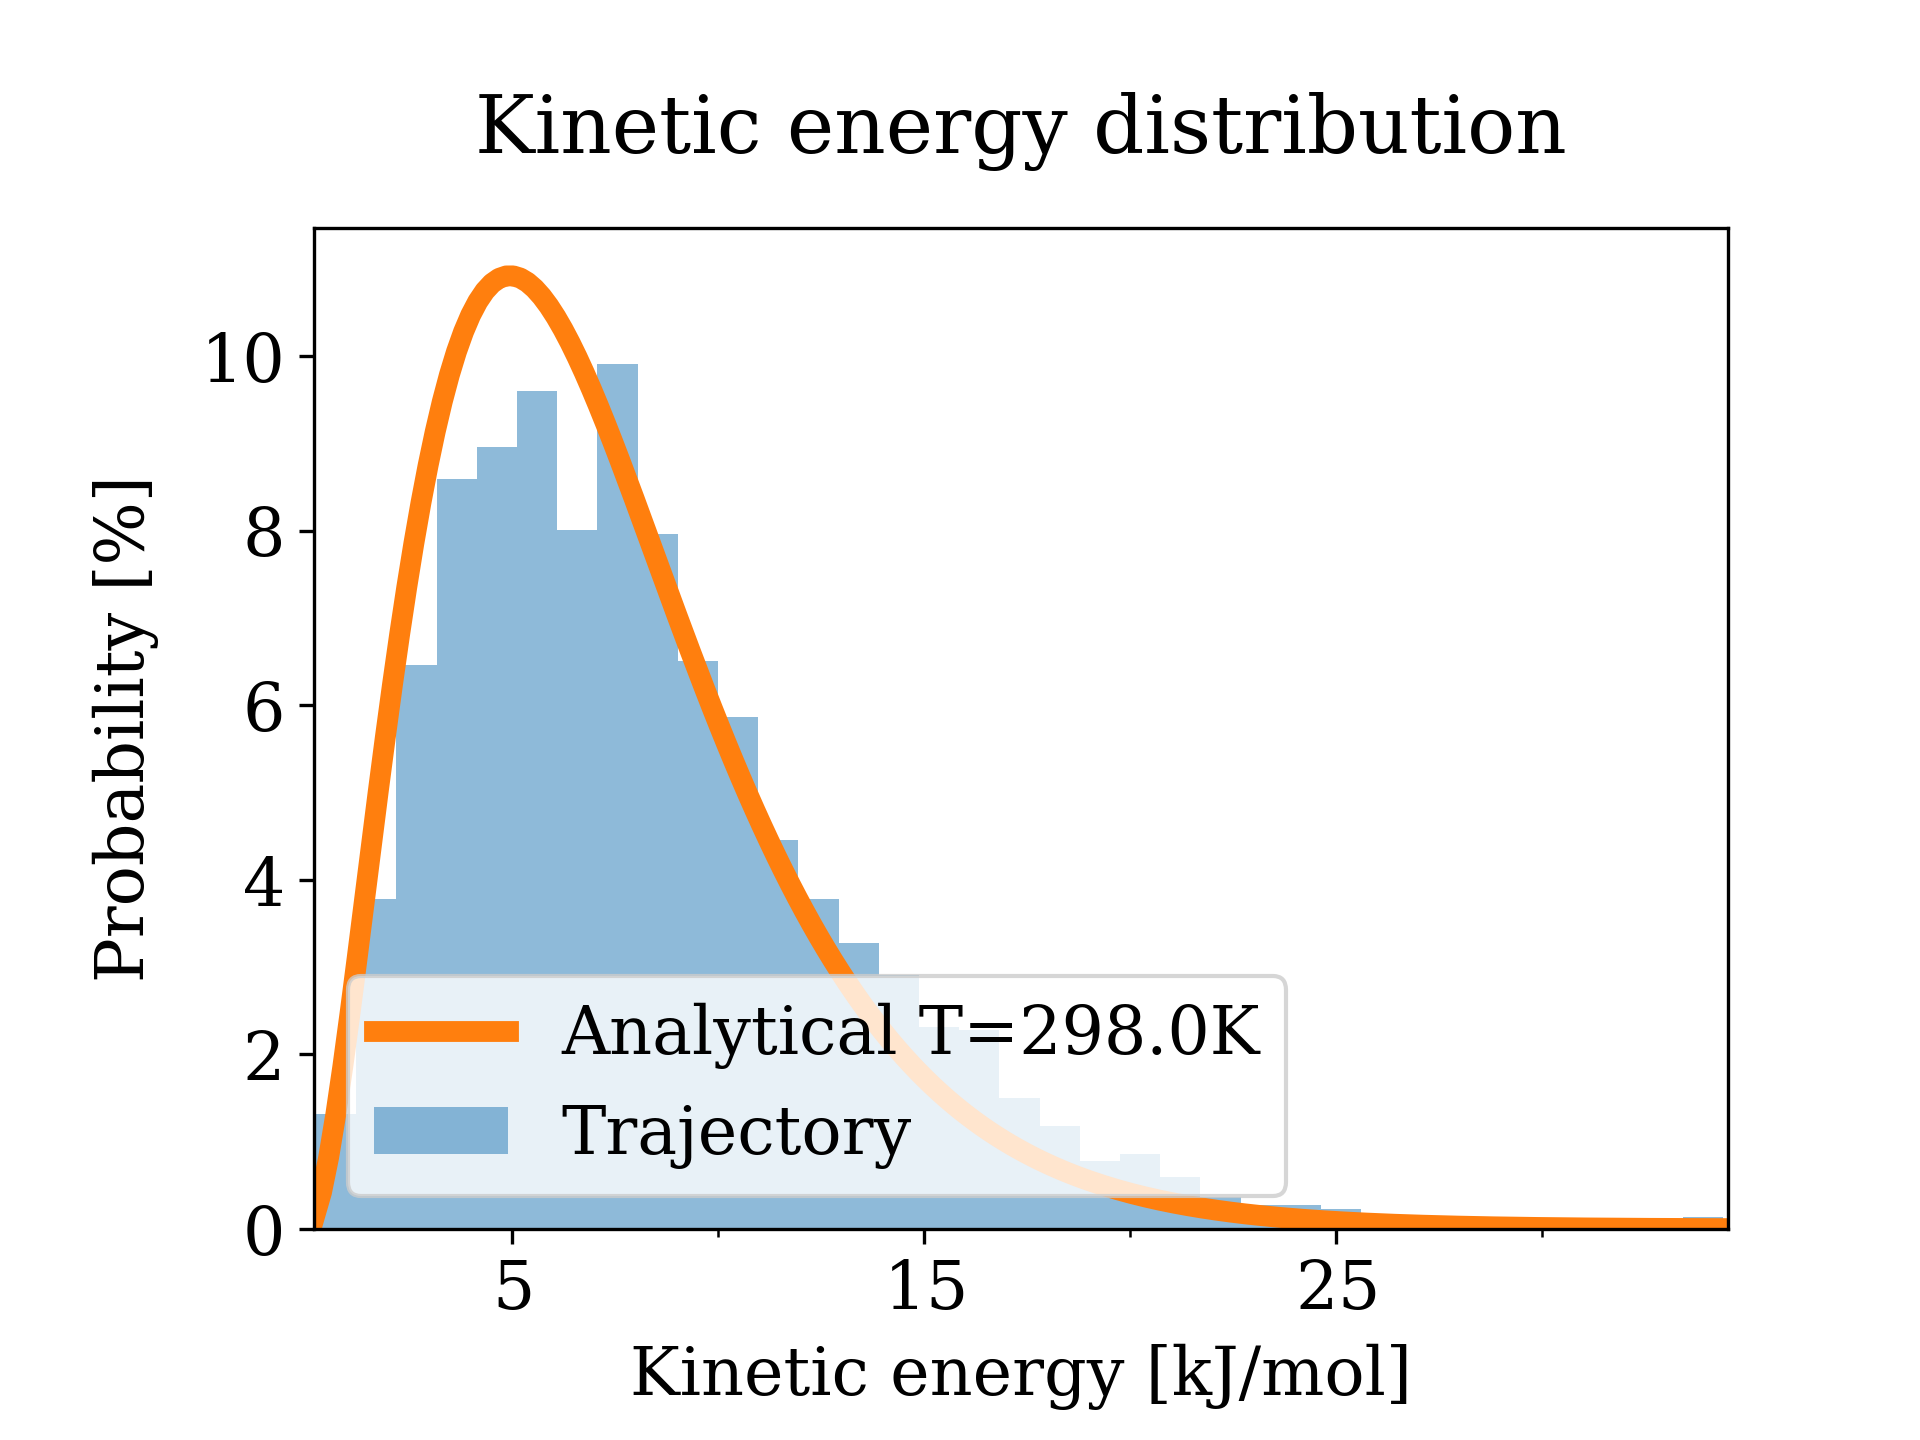 Kinetic energy distribution
10
8
6
4
2
0
Probability [%]
Analytical T=298.0K
Trajectory
5 15 25
Kinetic energy [kJ/mol]